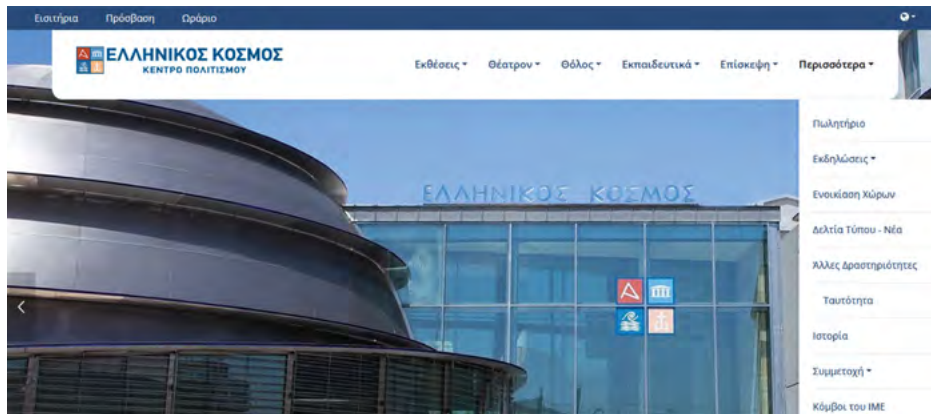 Εισιτήρια Πρόσβαση Ωράριο
ΕΛΛΗΝΙΚΟΣ ΚΟΣΜΟΣ
ΚΕΝΤΡΟ ΠΟΛΙΤΙΣΜΟΥ
Εκθέσεις Θέατρον Θόλος Εκπαιδευτικά Επίσκεψη Περισσότερα
Πωλητήριο
Εκδηλώσεις
Ενοικίαση Χώρων
Δελτία Τύπου - Νέα
Άλλες Δραστηριότητες
Ταυτότητα
Ιστορία
Συμμετοχή
Κόμβοι του ΙΜΕ
ΕΛΛΗΝΙΚΟΣ ΚΟΣΜΟΣ